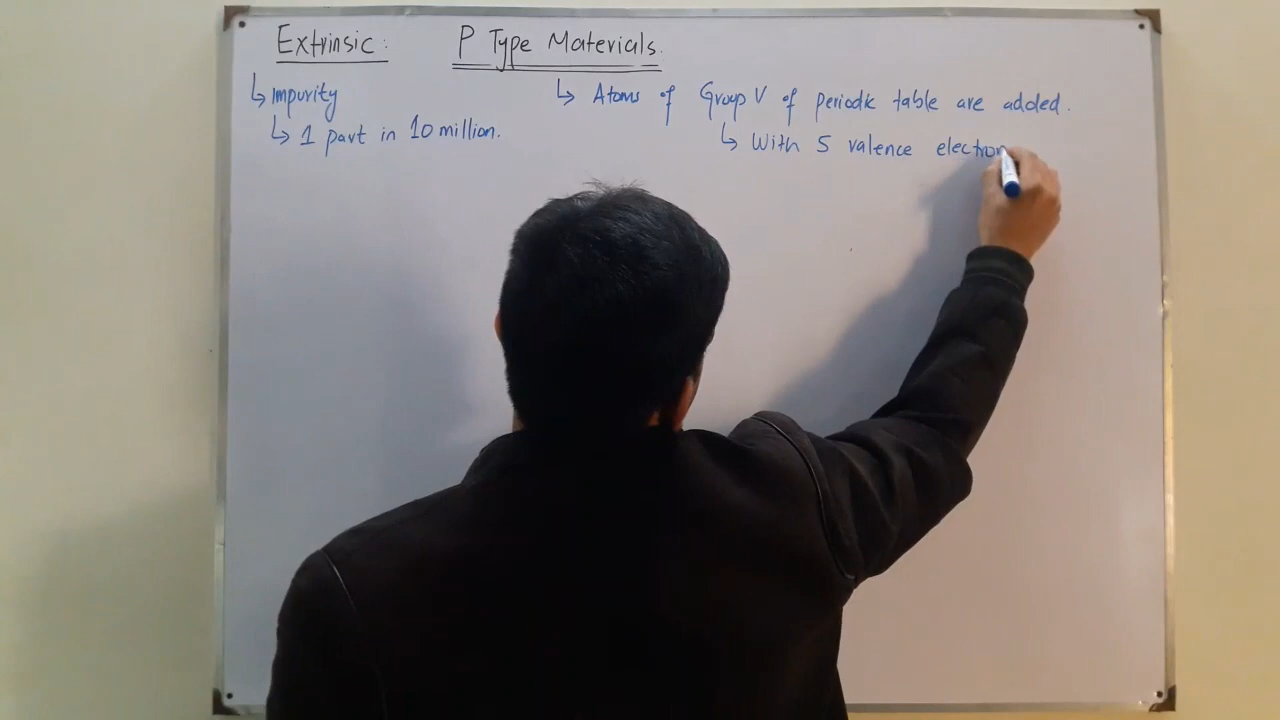 Extrinsic: P Type Materials.
↳ Impurity ↳ Atoms of Group V of periodic table are added.
↳ 1 part in 10 million. ↳ With 5 valence electron